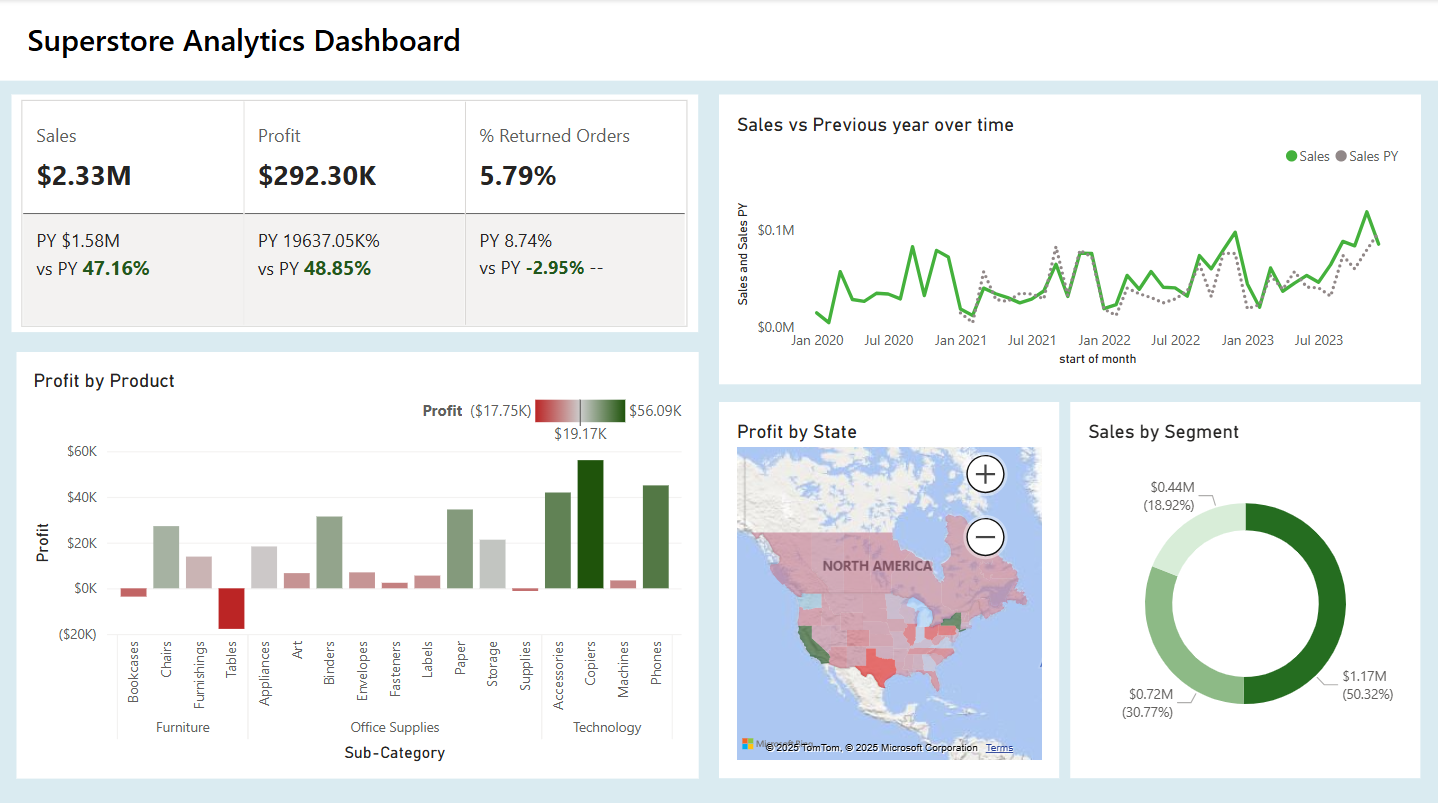 Superstore Analytics Dashboard
Sales
$2.33M
PY $1.58M
vs PY 47.16%
Profit
$292.30K
PY 19637.05K%
vs PY 48.85%
% Returned Orders
5.79%
PY 8.74%
vs PY -2.95% --
Sales vs Previous year over time
Sales Sales PY
Sales and Sales PY
$0.1M
$0.0M
Jan 2020 Jul 2020 Jan 2021 Jul 2021 Jan 2022 Jul 2022 Jan 2023 Jul 2023
start of month
Profit by Product
Profit ($17.75K) $56.09K
$19.17K
Profit
$60K
$40K
$20K
$0K
($20K)
Bookcases
Chairs
Furnishings
Tables
Appliances
Art
Binders
Envelopes
Fasteners
Labels
Paper
Storage
Supplies
Accessories
Copiers
Machines
Phones
Furniture Office Supplies Technology
Sub-Category
Profit by State
NORTH AMERICA
© 2025 TomTom, © 2025 Microsoft Corporation Terms
Sales by Segment
$0.44M
(18.92%)
$0.72M
(30.77%)
$1.17M
(50.32%)